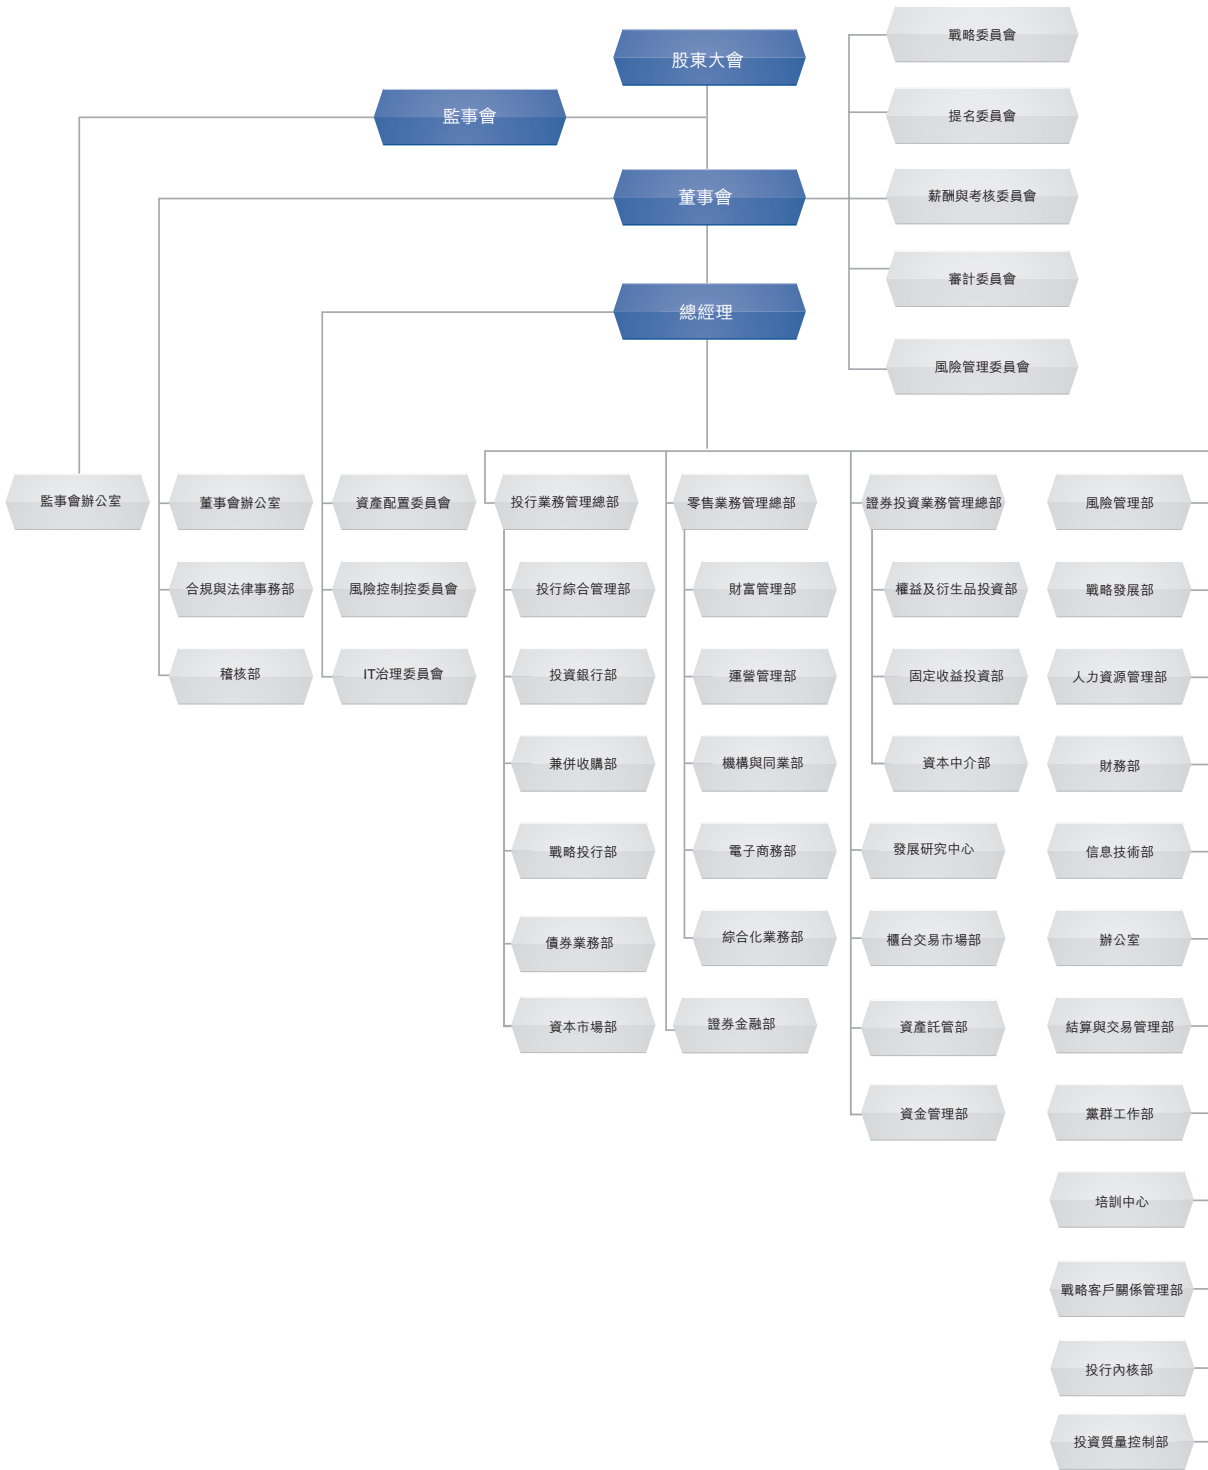 股東大會
監事會
董事會
總經理
戰略委員會
提名委員會
薪酬與考核委員會
審計委員會
風險管理委員會
監事會辦公室
董事會辦公室
合規與法律事務部
稽核部
資產配置委員會
風險控制控委員會
IT治理委員會
投行業務管理總部
投行綜合管理部
投資銀行部
兼併收購部
戰略投行部
債券業務部
資本市場部
零售業務管理總部
財富管理部
運營管理部
機構與同業部
電子商務部
綜合化業務部
證券金融部
證券投資業務管理總部
權益及衍生品投資部
固定收益投資部
資本中介部
發展研究中心
櫃台交易市場部
資產託管部
資金管理部
風險管理部
戰略發展部
人力資源管理部
財務部
信息技術部
辦公室
結算與交易管理部
黨群工作部
培訓中心
戰略客戶關係管理部
投行內核部
投資質量控制部